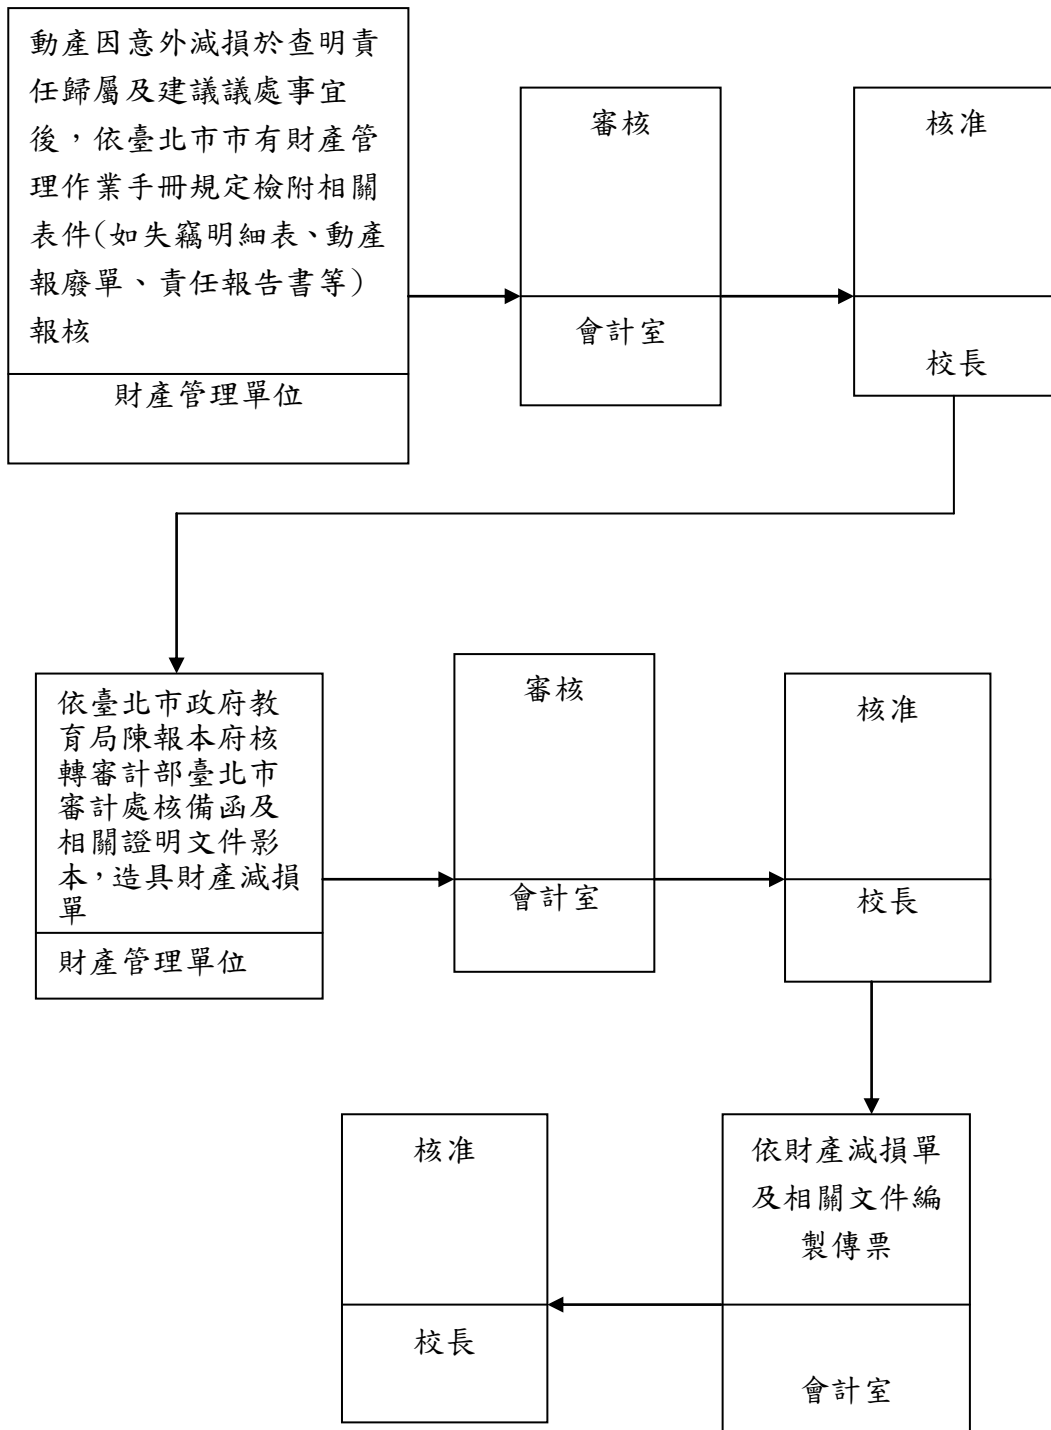 動產因意外減損於查明責
任歸屬及建議議處事宜
後，依臺北市市有財產管
理作業手冊規定檢附相關
表件(如失竊明細表、動產
報廢單、責任報告書等)
報核
財產管理單位
審核
會計室
核准
校長
依臺北市政府教
育局陳報本府核
轉審計部臺北市
審計處核備函及
相關證明文件影
本，造具財產減損
單
財產管理單位
審核
會計室
核准
校長
依財產減損單
及相關文件編
製傳票
會計室
核准
校長